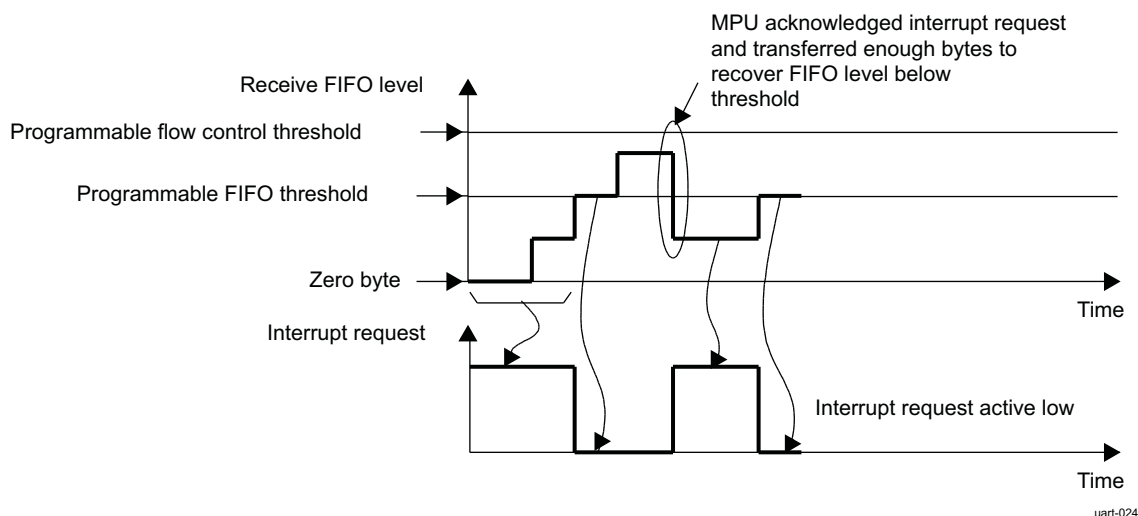 MPU acknowledged interrupt request
and transferred enough bytes to
recover FIFO level below
threshold
Receive FIFO level
Programmable flow control threshold
Programmable FIFO threshold
Zero byte
Time
Interrupt request
Interrupt request active low
Time
uart-024